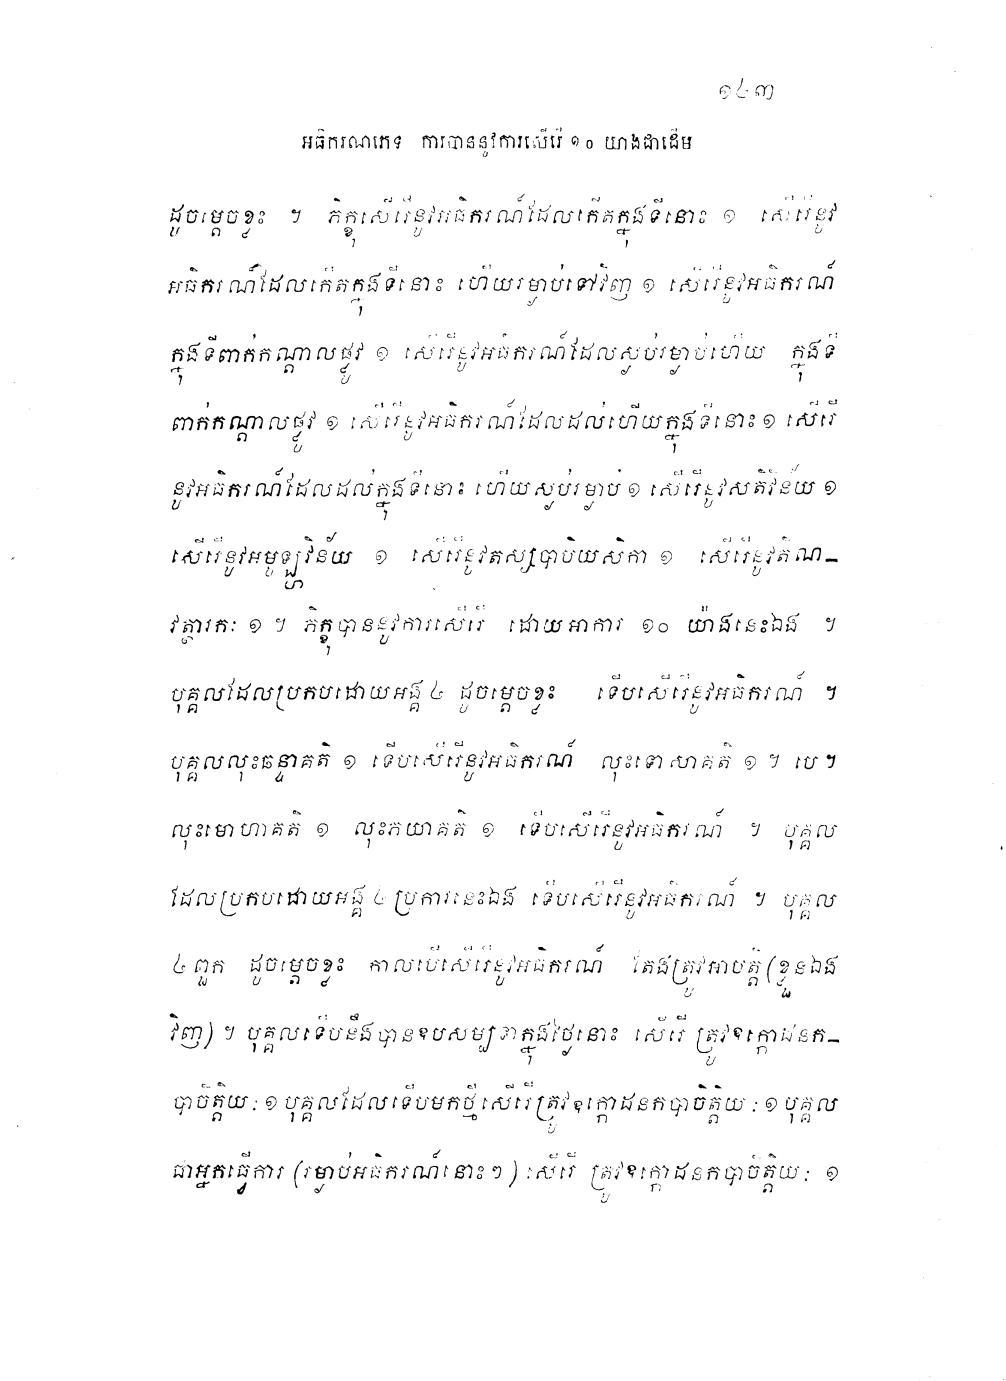 ១៤៣
អធិករណភេទ ការបាននូវការសើរើ ១០ យាងជាដើម
ដូចម្តេចខ្លះ ។ ភិក្ខុសើរើនូវអធិករណ៍ដែលកើតក្នុងទីនោះ ១ សើរើនូវ
អធិករណ៍ដែលកើតក្នុងទីនោះ ហើយរម្ងាប់ទៅវិញ ១ សើរើនូវអធិករណ៍
ក្នុងទីពាក់កណ្តាលផ្លូវ ១ សើរើនូវអធិករណ៍ដែលស្ងប់រម្ងាប់ហើយ ក្នុងទី
ពាក់កណ្តាលផ្លូវ ១ សើរើនូវអធិករណ៍ដែលដល់ហើយក្នុងទីនោះ ១ សើរើ
នូវអធិករណ៍ដែលដល់ក្នុងទីនោះ ហើយស្ងប់រម្ងាប់ ១ សើរើនូវសតិវិន័យ ១
សើរើនូវអមូឡ្ហវិន័យ ១ សើរើនូវតស្សបាបិយសិកា ១ សើរើនូវតិណ-
វត្ថារកៈ ១ ។ ភិក្ខុបាននូវការសើរើ ដោយអាការ ១០ យ៉ាងនេះឯង ។
បុគ្គលដែលប្រកបដោយអង្គ ៤ ដូចម្តេចខ្លះ ទើបសើរើនូវអធិករណ៍ ។
បុគ្គលលុះឆន្ទាគតិ ១ ទើបសើរើនូវអធិករណ៍ លុះទោសាគតិ ១ ។ បេ ។
លុះមោហាគតិ ១ លុះភយាគតិ ១ ទើបសើរើនូវអធិករណ៍ ។ បុគ្គល
ដែលប្រកបដោយអង្គ ៤ ប្រការនេះឯង ទើបសើរើនូវអធិករណ៍ ។ បុគ្គល
៤ ពួក ដូចម្តេចខ្លះ កាលបើសើរើនូវអធិករណ៍ តែងត្រូវអាបត្តិ (ខ្លួនឯង
វិញ) ។ បុគ្គលទើបនឹងបានឧបសម្បទាក្នុងថ្ងៃនោះ សើរើ ត្រូវឧក្កោដនក-
បាចិត្តិយៈ ១ បុគ្គលដែលទើបមកថ្មី សើរើត្រូវឧក្កោដនកបាចិត្តិយៈ ១ បុគ្គល
ជាអ្នកធ្វើការ (រម្ងាប់អធិករណ៍នោះៗ) សើរើ ត្រូវឧក្កោដនកបាចិត្តិយៈ ១